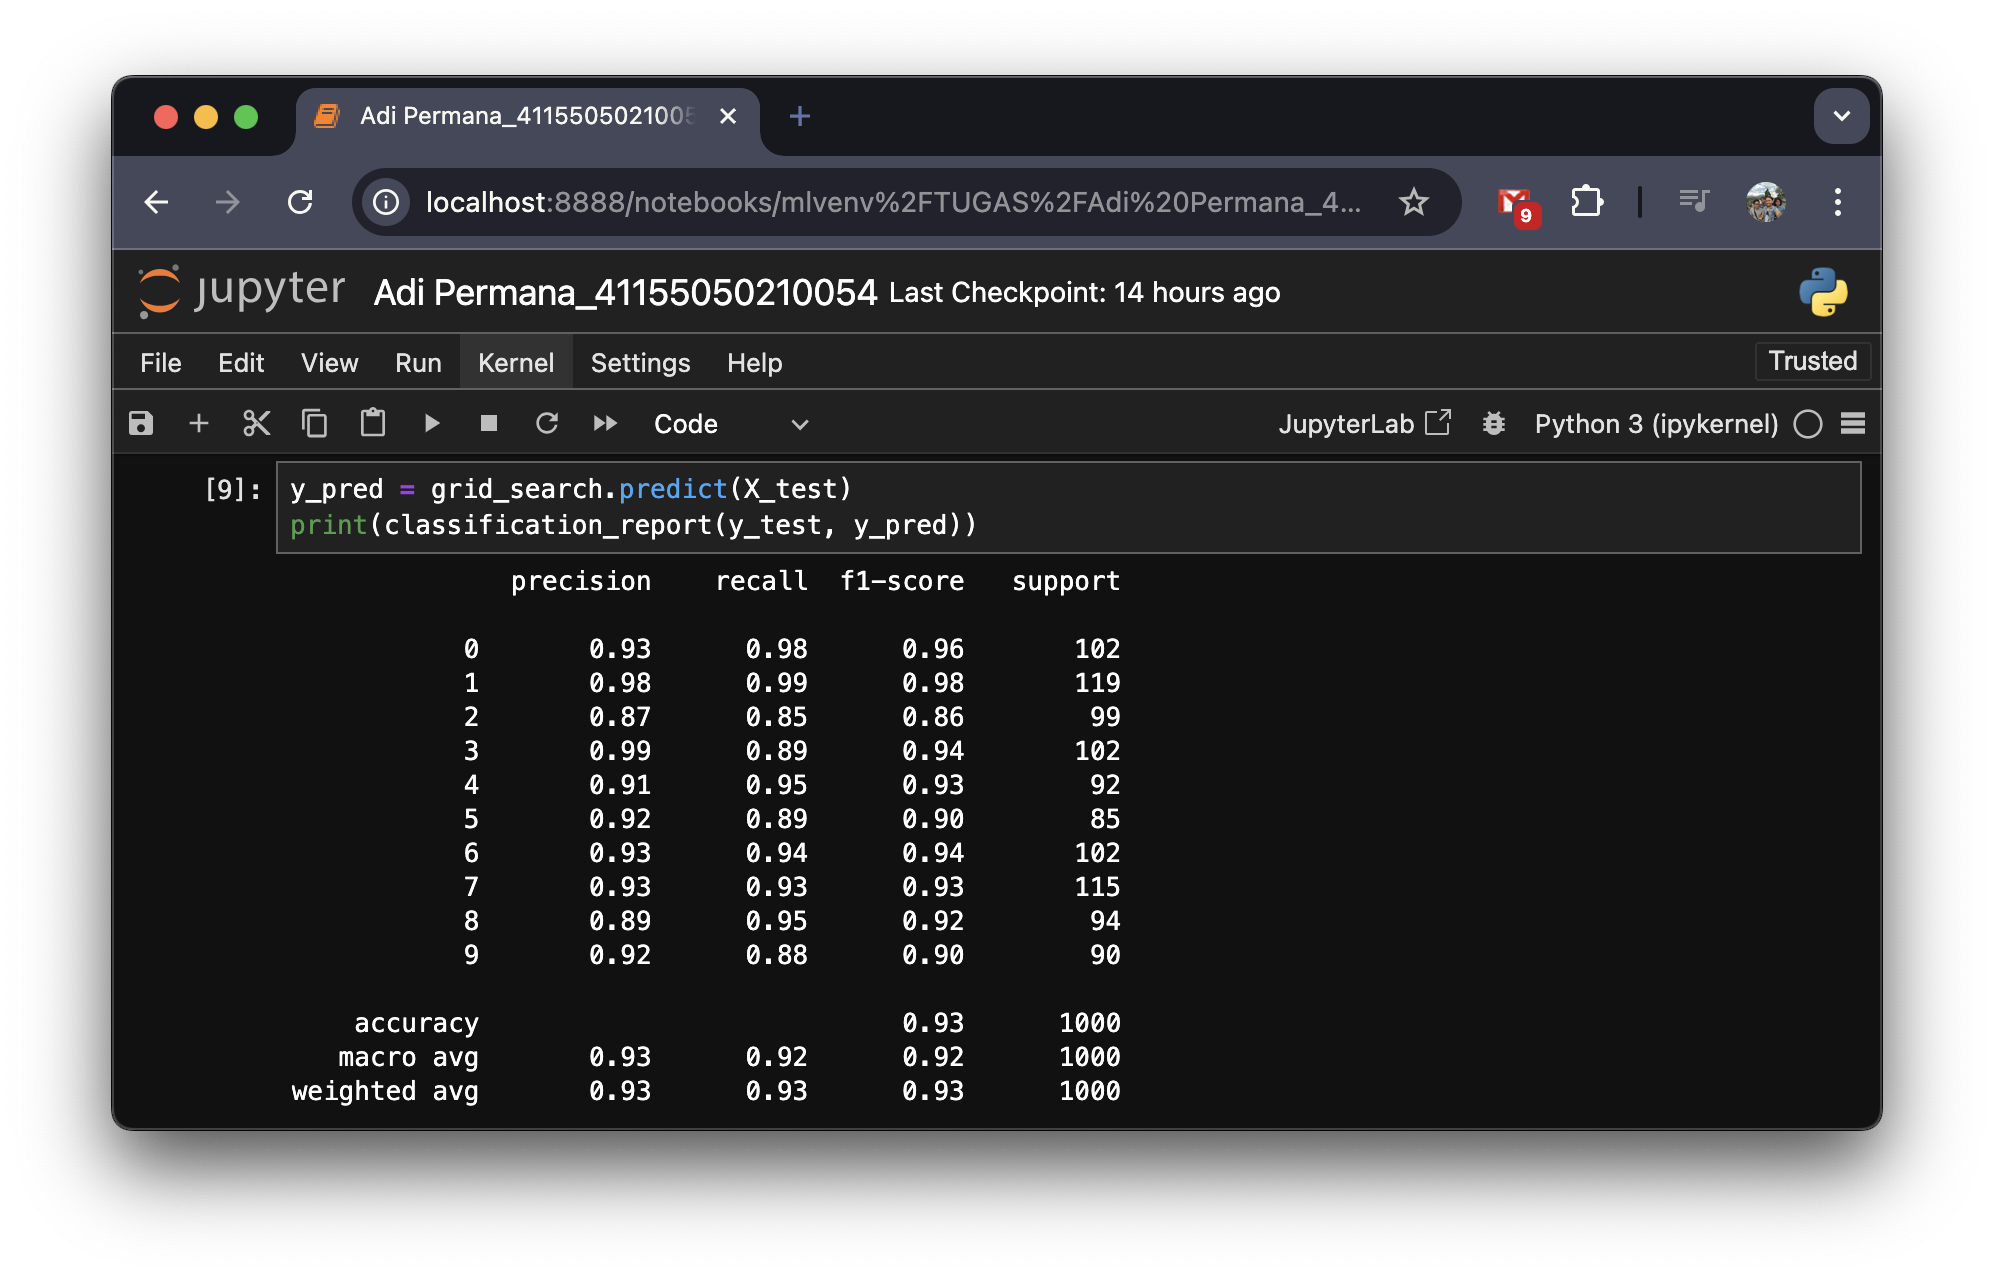 Adi Permana_4115505021005
localhost:8888/notebooks/mlvenv%2FTUGAS%2FAdi%20Permana_4...
9
jupyter Adi Permana_41155050210054 Last Checkpoint: 14 hours ago
File Edit View Run Kernel Settings Help Trusted
Code JupyterLab Python 3 (ipykernel)
[9]: y_pred = grid_search.predict(X_test)
print(classification_report(y_test, y_pred))
precision recall f1-score support
0 0.93 0.98 0.96 102
1 0.98 0.99 0.98 119
2 0.87 0.85 0.86 99
3 0.99 0.89 0.94 102
4 0.91 0.95 0.93 92
5 0.92 0.89 0.90 85
6 0.93 0.94 0.94 102
7 0.93 0.93 0.93 115
8 0.89 0.95 0.92 94
9 0.92 0.88 0.90 90
accuracy 0.93 1000
macro avg 0.93 0.92 0.92 1000
weighted avg 0.93 0.93 0.93 1000